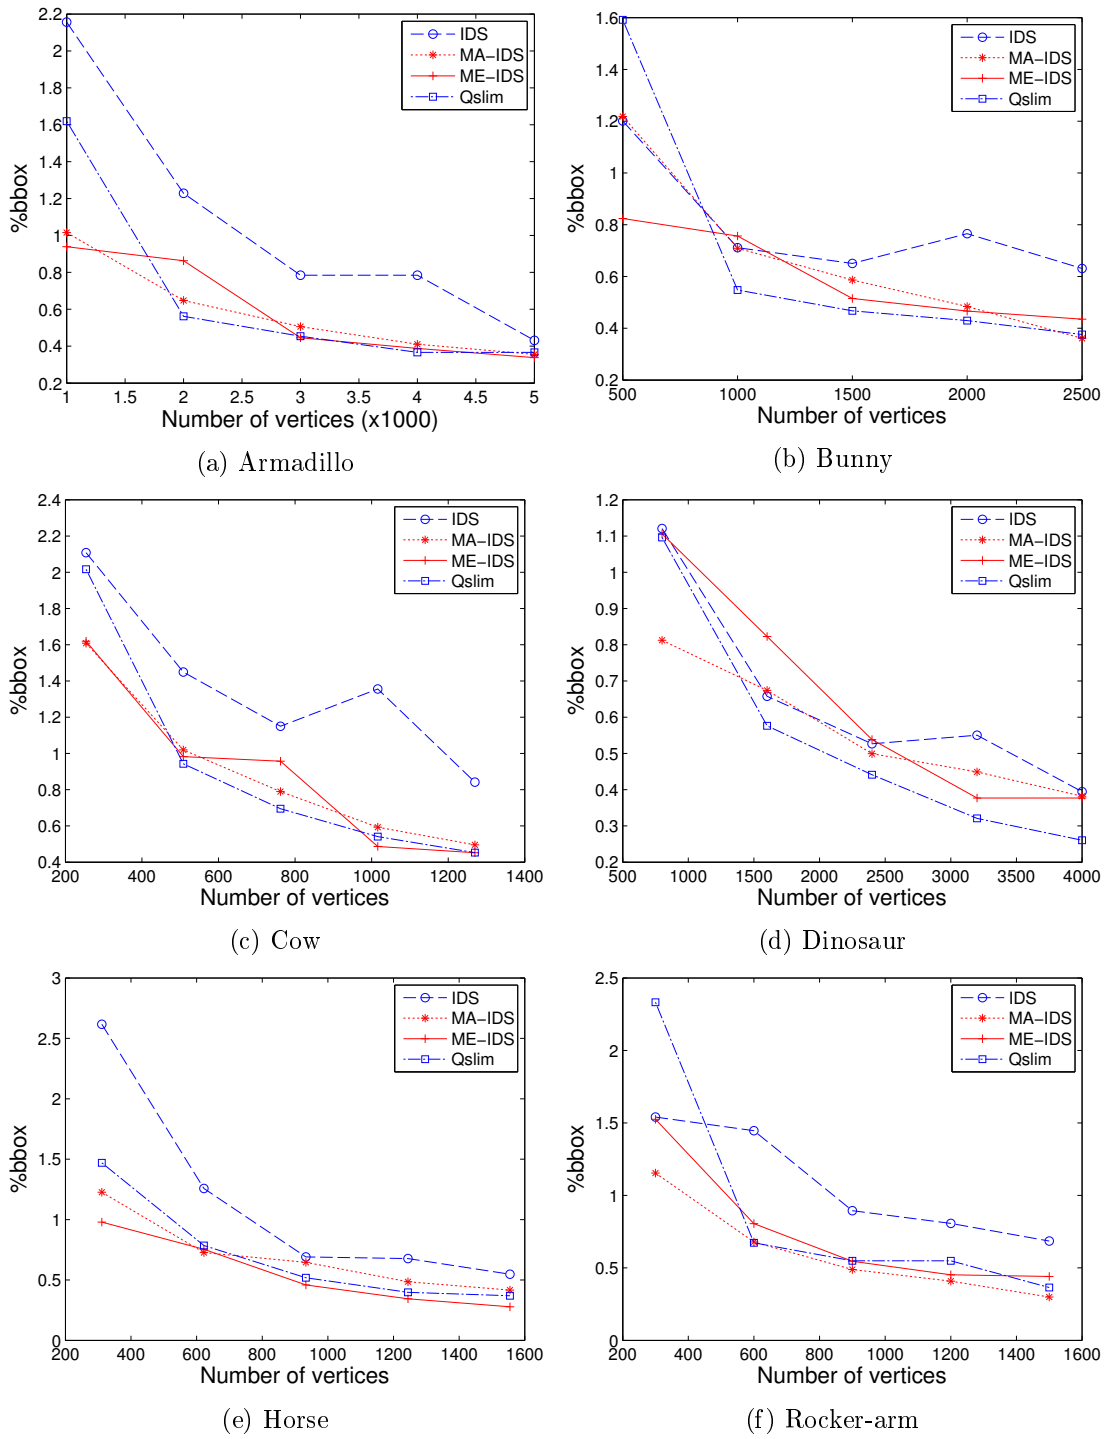 2.2
2
1.8
1.6
1.4
1.2
1
0.8
0.6
0.4
0.2
%bbox
IDS
MA-IDS
ME-IDS
Qslim
1 1.5 2 2.5 3 3.5 4 4.5 5
Number of vertices (x1000)
(a) Armadillo
1.6
1.4
1.2
1
0.8
0.6
0.4
0.2
%bbox
IDS
MA-IDS
ME-IDS
Qslim
500 1000 1500 2000 2500
Number of vertices
(b) Bunny
2.4
2.2
2
1.8
1.6
1.4
1.2
1
0.8
0.6
0.4
%bbox
IDS
MA-IDS
ME-IDS
Qslim
200 400 600 800 1000 1200 1400
Number of vertices
(c) Cow
1.2
1.1
1
0.9
0.8
0.7
0.6
0.5
0.4
0.3
0.2
%bbox
IDS
MA-IDS
ME-IDS
Qslim
500 1000 1500 2000 2500 3000 3500 4000
Number of vertices
(d) Dinosaur
3
2.5
2
1.5
1
0.5
0
%bbox
IDS
MA-IDS
ME-IDS
Qslim
200 400 600 800 1000 1200 1400 1600
Number of vertices
(e) Horse
2.5
2
1.5
1
0.5
0
%bbox
IDS
MA-IDS
ME-IDS
Qslim
200 400 600 800 1000 1200 1400 1600
Number of vertices
(f) Rocker-arm